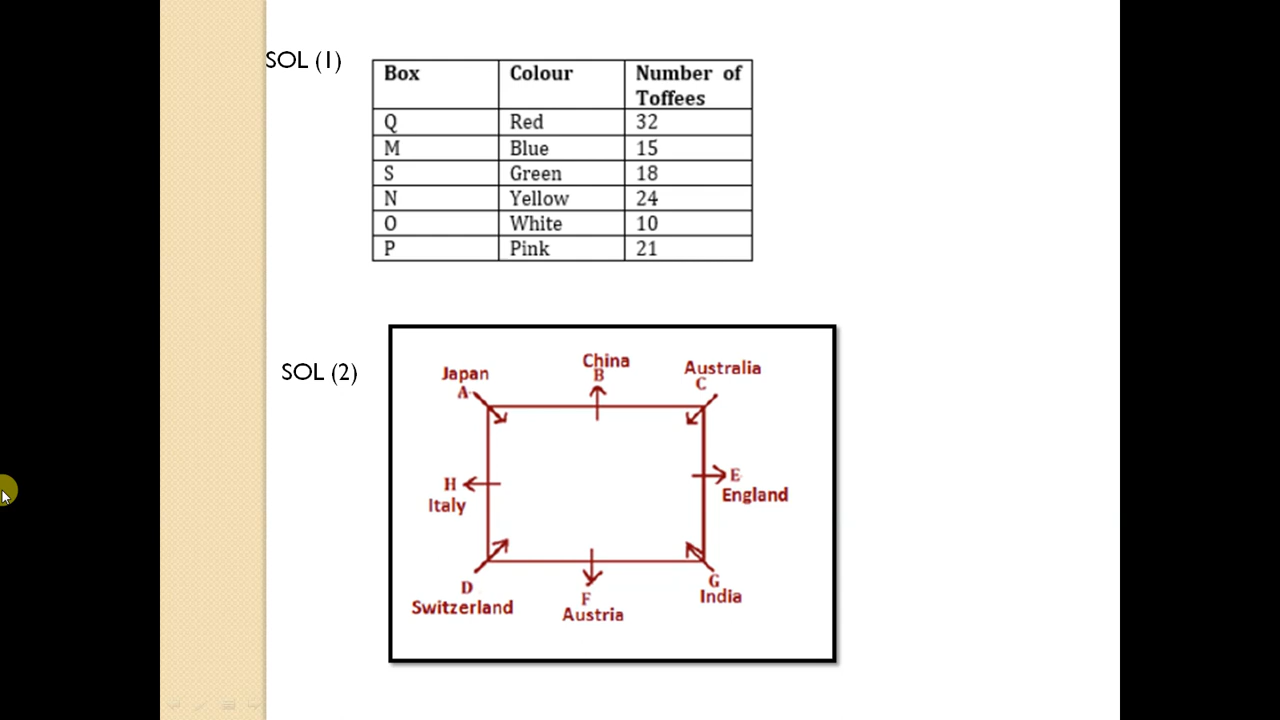 SOL (1)
Box Colour Number of
Toffees
Q Red 32
M Blue 15
S Green 18
N Yellow 24
O White 10
P Pink 21
SOL (2)
Japan China Australia
A B C
H E
Italy England
D F G
Switzerland Austria India